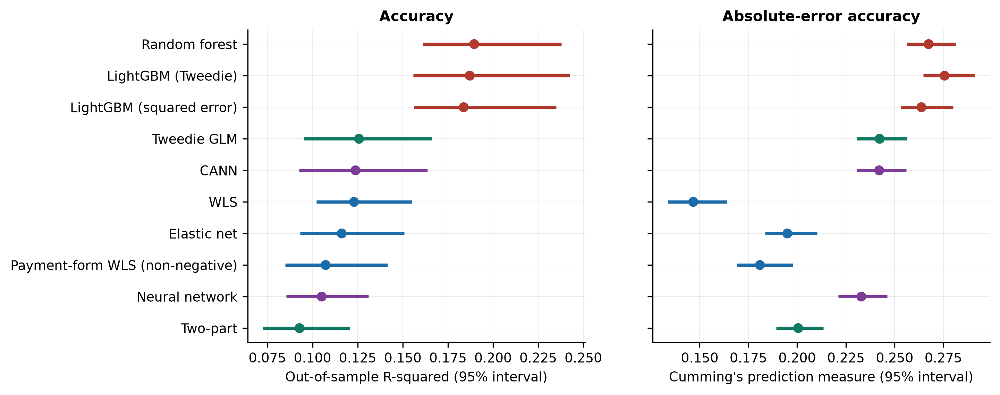 Accuracy
Absolute-error accuracy
Random forest
LightGBM (Tweedie)
LightGBM (squared error)
Tweedie GLM
CANN
WLS
Elastic net
Payment-form WLS (non-negative)
Neural network
Two-part
0.075 0.100 0.125 0.150 0.175 0.200 0.225 0.250
Out-of-sample R-squared (95% interval)
0.150 0.175 0.200 0.225 0.250 0.275
Cumming's prediction measure (95% interval)